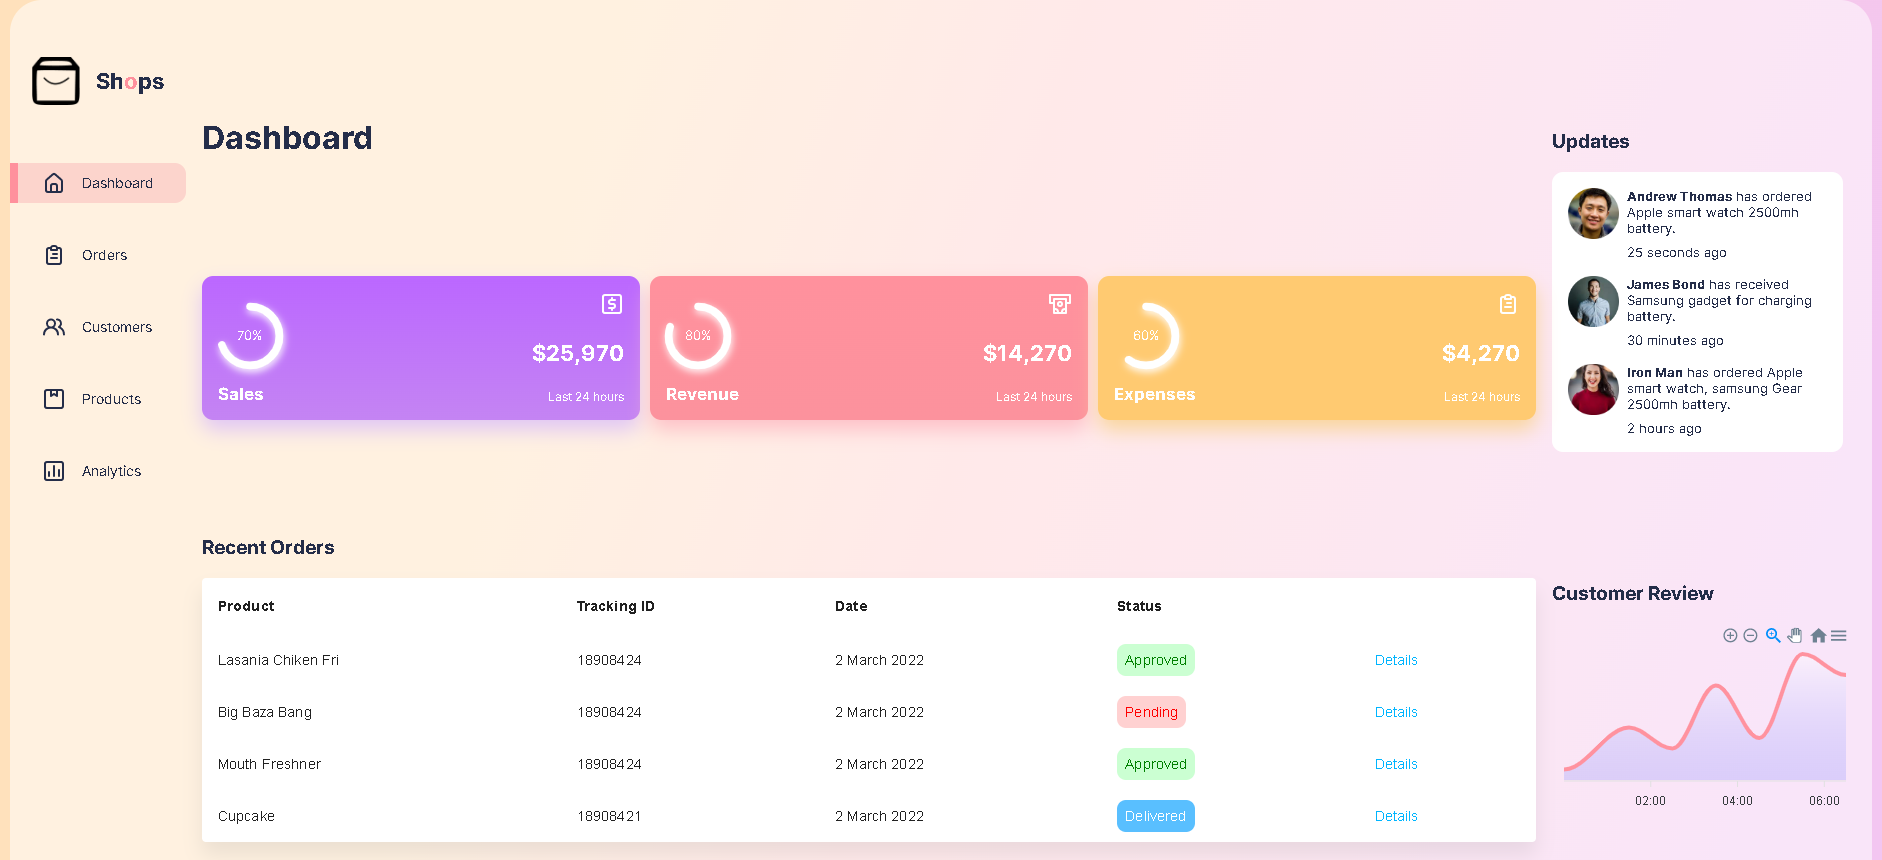 Shops
Dashboard
Orders
Customers
Products
Analytics
Dashboard
70%
$25,970
Sales
Last 24 hours
80%
$14,270
Revenue
Last 24 hours
60%
$4,270
Expenses
Last 24 hours
Recent Orders
Product Tracking ID Date Status
Lasania Chiken Fri 18908424 2 March 2022 Approved Details
Big Baza Bang 18908424 2 March 2022 Pending Details
Mouth Freshner 18908424 2 March 2022 Approved Details
Cupcake 18908421 2 March 2022 Delivered Details
Updates
Andrew Thomas has ordered
Apple smart watch 2500mh
battery.
25 seconds ago
James Bond has received
Samsung gadget for charging
battery.
30 minutes ago
Iron Man has ordered Apple
smart watch, samsung Gear
2500mh battery.
2 hours ago
Customer Review
02:00 04:00 06:00